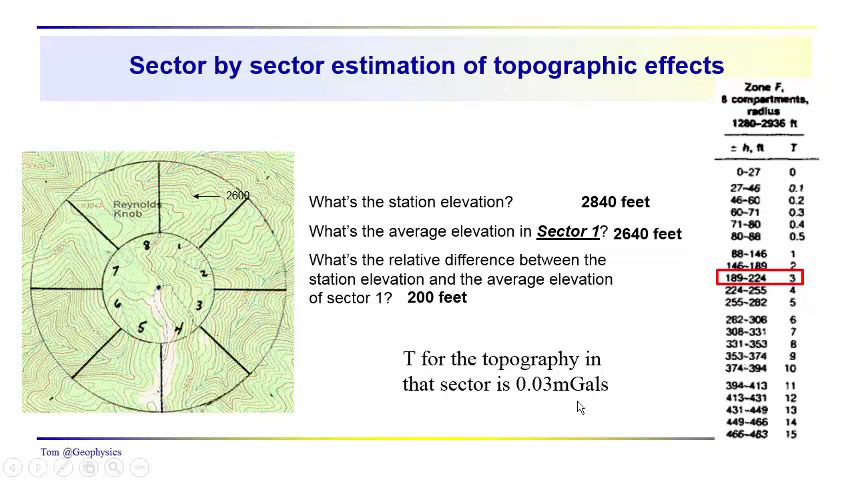 Sector by sector estimation of topographic effects
Zone F,
8 compartments,
radius
1280-2936 ft
± h, ft T
0-27 0
27-46 0.1
46-60 0.2
60-71 0.3
71-80 0.4
80-88 0.5
88-146 1
146-189 2
189-224 3
224-255 4
255-282 5
282-308 6
308-331 7
331-353 8
353-374 9
374-394 10
394-413 11
413-431 12
431-449 13
449-466 14
466-483 15
2600
Reynolds
Knob
8 1
7 2
6 3
5 4
What's the station elevation? 2840 feet
What's the average elevation in Sector 1? 2640 feet
What's the relative difference between the
station elevation and the average elevation
of sector 1? 200 feet
T for the topography in
that sector is 0.03mGals
Tom @Geophysics